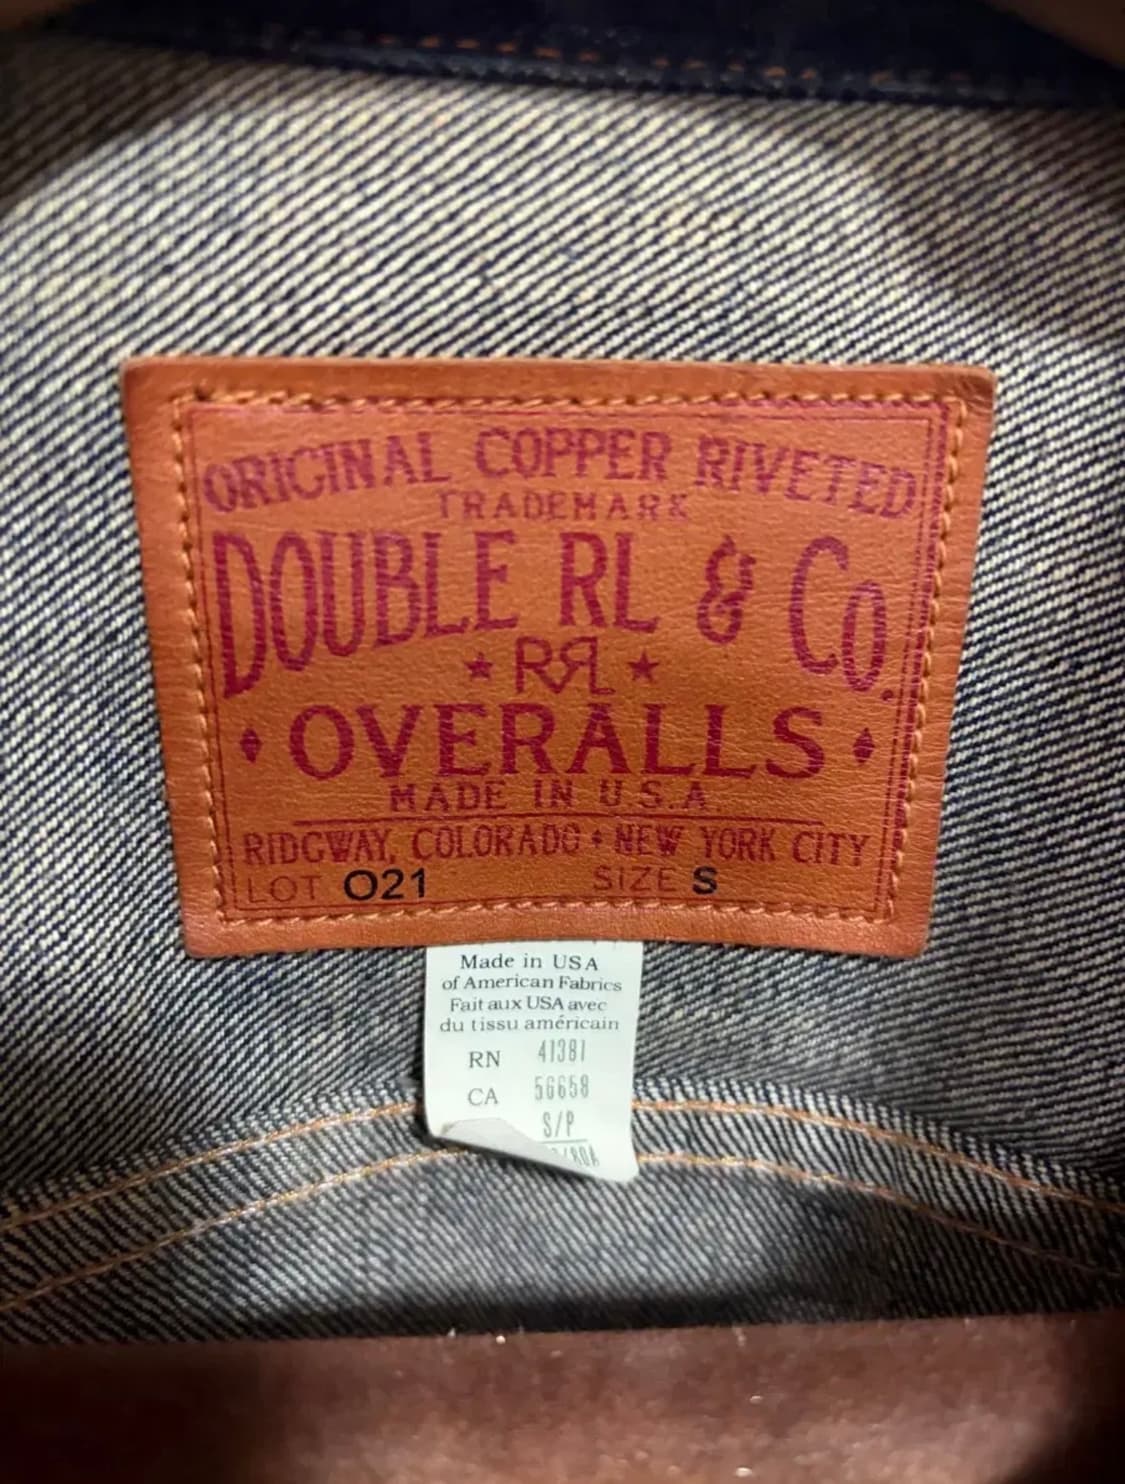 ORIGINAL COPPER RIVETED
TRADEMARK
DOUBLE RL & Co.
RRL
OVERALLS
MADE IN U.S.A.
RIDGWAY, COLORADO • NEW YORK CITY
LOT 021 SIZE S
Made in USA
of American Fabrics
Fait aux USA avec
du tissu américain
RN 41381
CA 56658
S/P